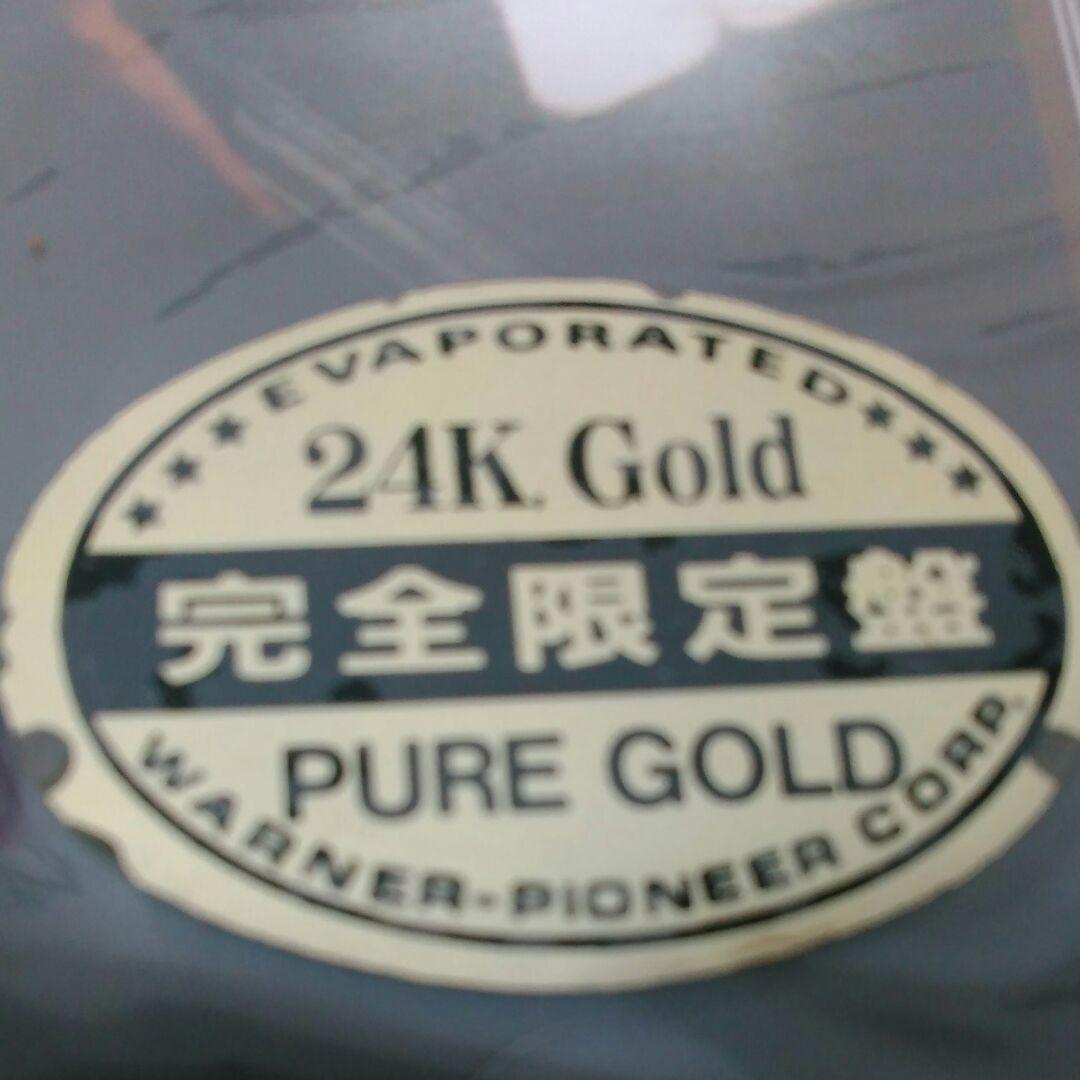 ★★★EVAPORATED★★★
24K. Gold
完全限定盤
PURE GOLD
WARNER-PIONEER CORP.